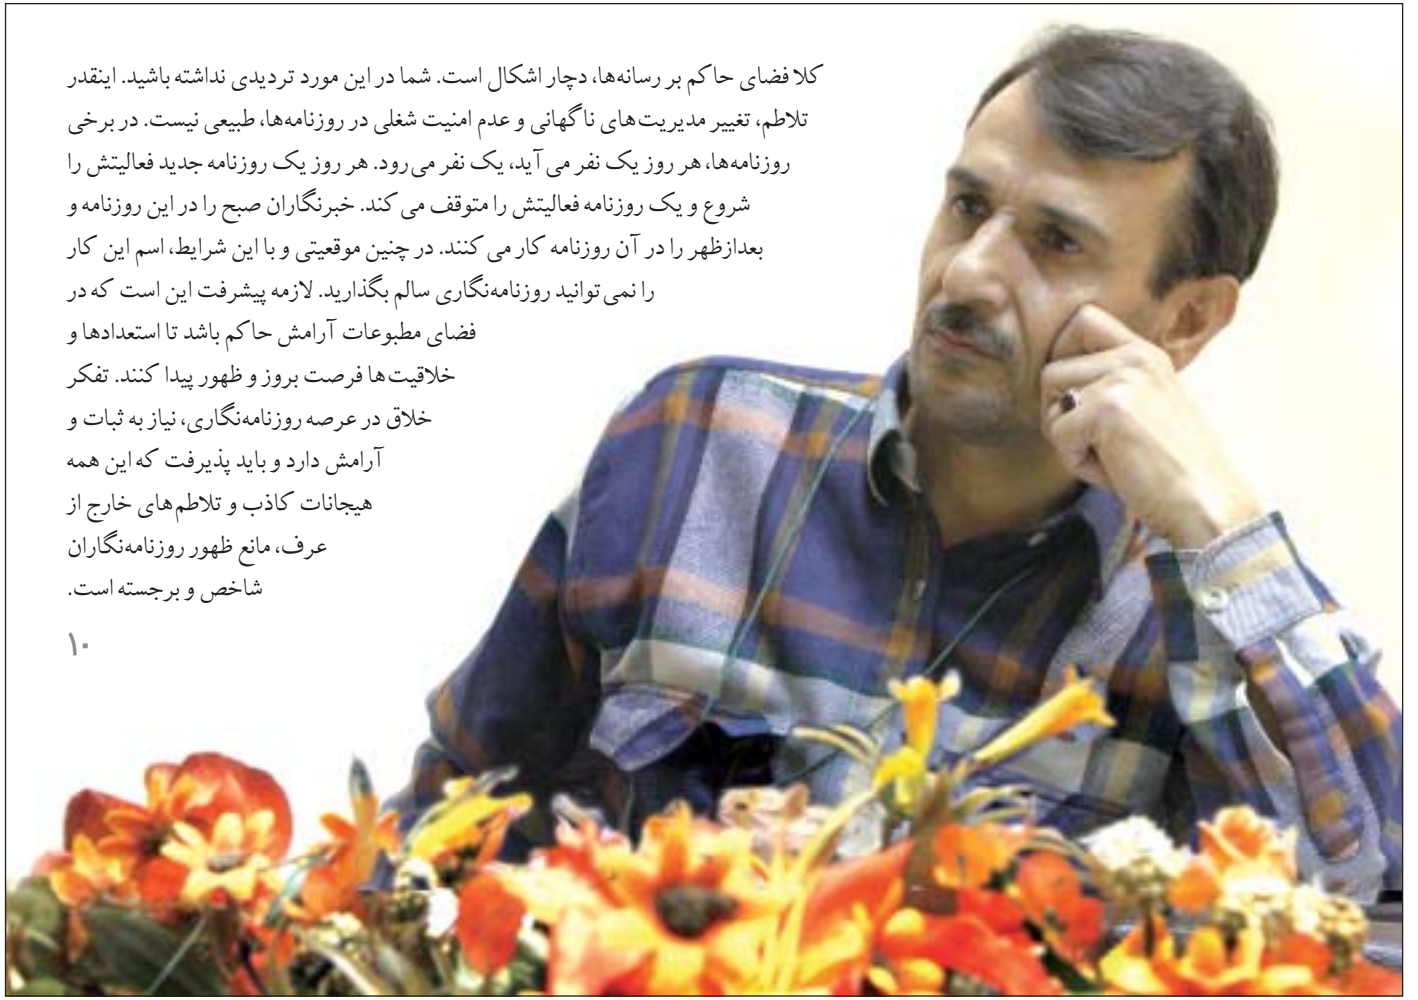 کلا فضای حاکم بر رسانه‌ها، دچار اشکال است. شما در این مورد تردیدی نداشته باشید. اینقدر
تلاطم، تغییر مدیریت‌های ناگهانی و عدم امنیت شغلی در روزنامه‌ها، طبیعی نیست. در برخی
روزنامه‌ها، هر روز یک نفر می آید، یک نفر می رود. هر روز یک روزنامه جدید فعالیتش را
شروع و یک روزنامه فعالیتش را متوقف می کند. خبرنگاران صبح را در این روزنامه و
بعدازظهر را در آن روزنامه کار می کنند. در چنین موقعیتی و با این شرایط، اسم این کار
را نمی توانید روزنامه‌نگاری سالم بگذارید. لازمه پیشرفت این است که در
فضای مطبوعات آرامش حاکم باشد تا استعدادها و
خلاقیت‌ها فرصت بروز و ظهور پیدا کنند. تفکر
خلاق در عرصه روزنامه‌نگاری، نیاز به ثبات و
آرامش دارد و باید پذیرفت که این همه
هیجانات کاذب و تلاطم‌های خارج از
عرف، مانع ظهور روزنامه‌نگاران
شاخص و برجسته است.
۱۰